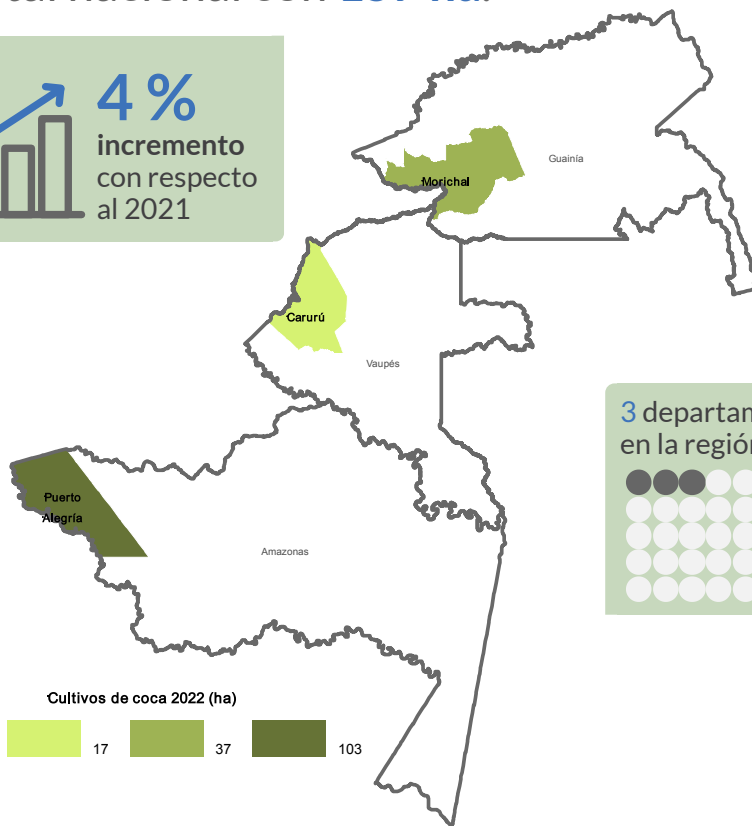 4 %
incremento
con respecto
al 2021
Guainía
Morichal
Carurú
Vaupés
3
en la región
Puerto
Alegría
Amazonas
Cultivos de coca 2022 (ha)
17 37 103